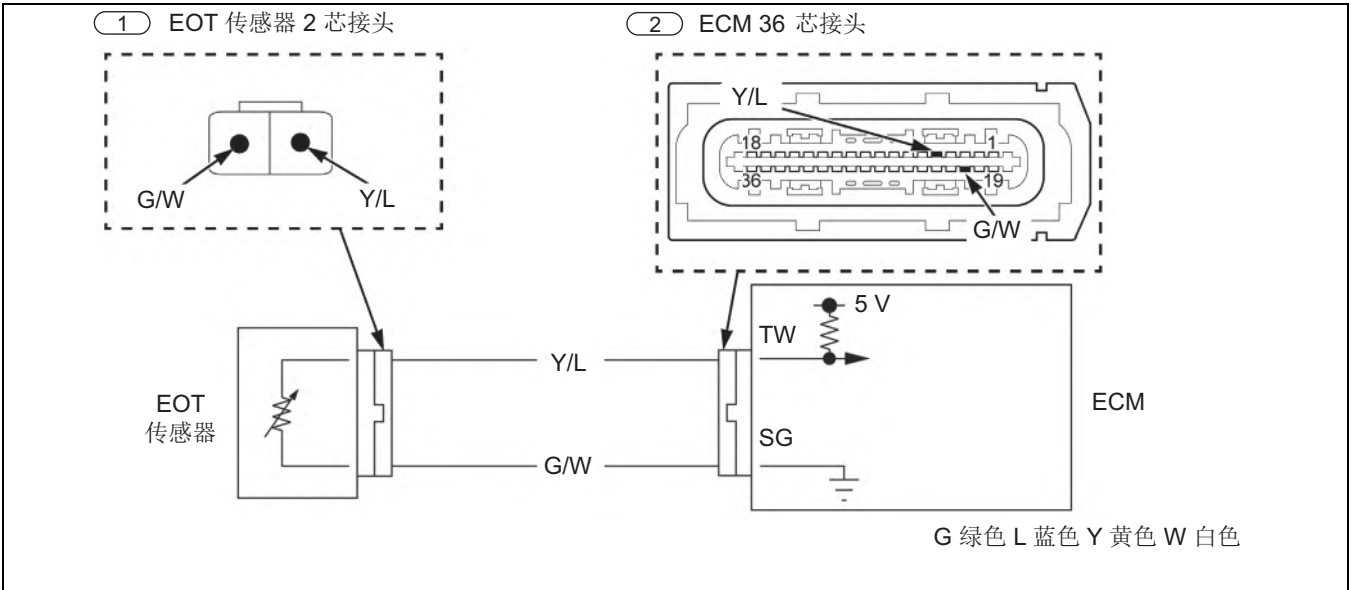 1 EOT 传感器 2 芯接头
2 ECM 36 芯接头
G/W
Y/L
Y/L
18
1
36
19
G/W
5 V
TW
Y/L
EOT
传感器
ECM
SG
G/W
G 绿色 L 蓝色 Y 黄色 W 白色